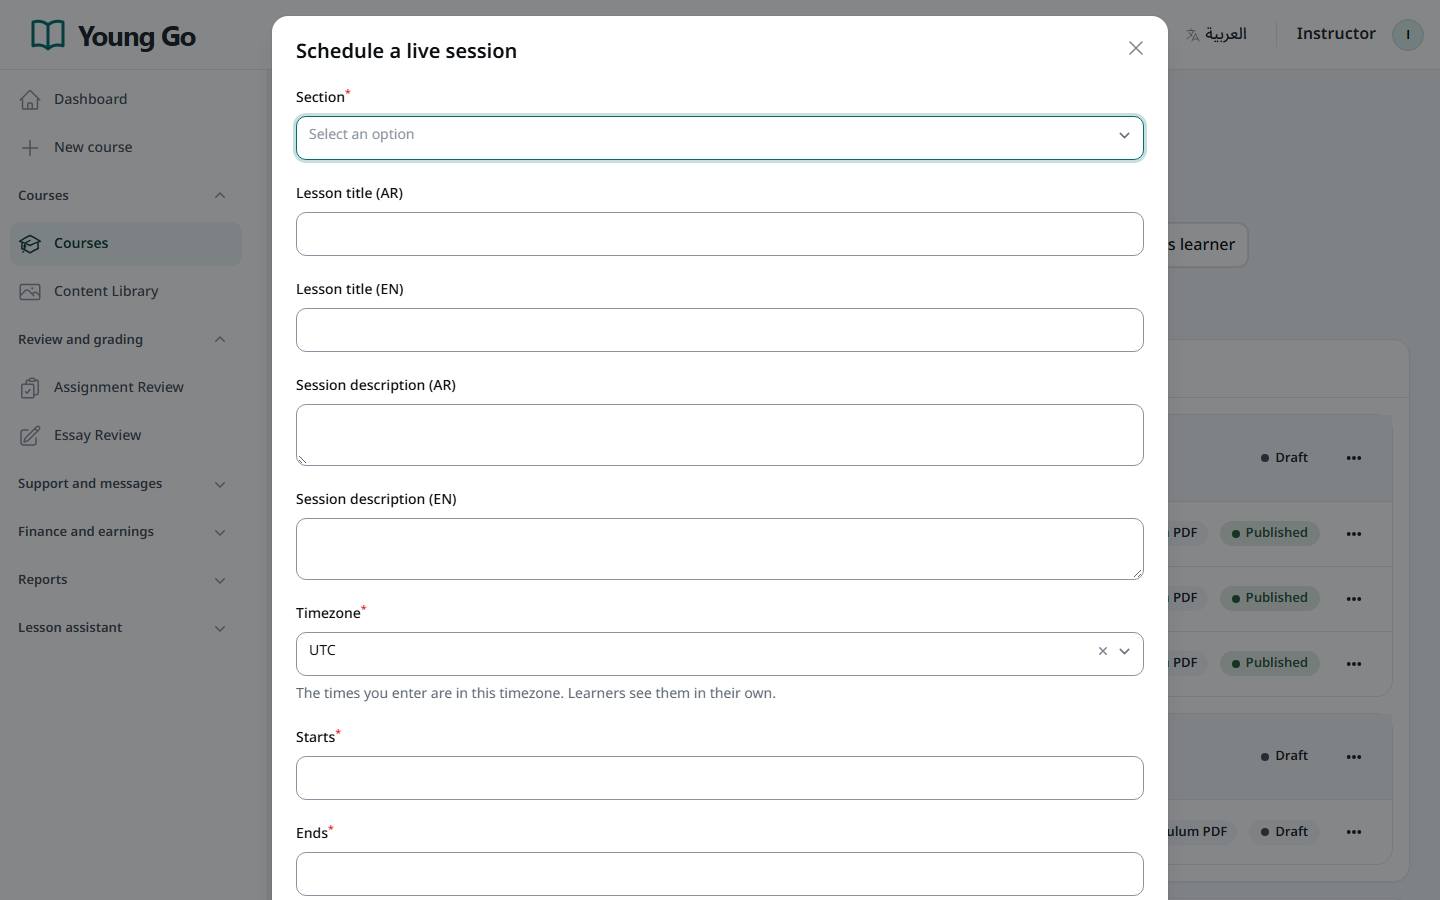 Young Go
العربية
Instructor
I
Dashboard
New course
Courses
Courses
Content Library
Review and grading
Assignment Review
Essay Review
Support and messages
Finance and earnings
Reports
Lesson assistant
Schedule a live session
Section*
Select an option
Lesson title (AR)
Lesson title (EN)
Session description (AR)
Session description (EN)
Timezone*
UTC
The times you enter are in this timezone. Learners see them in their own.
Starts*
Ends*
learner
Draft
PDF
Published
PDF
Published
PDF
Published
Draft
PDF
Draft